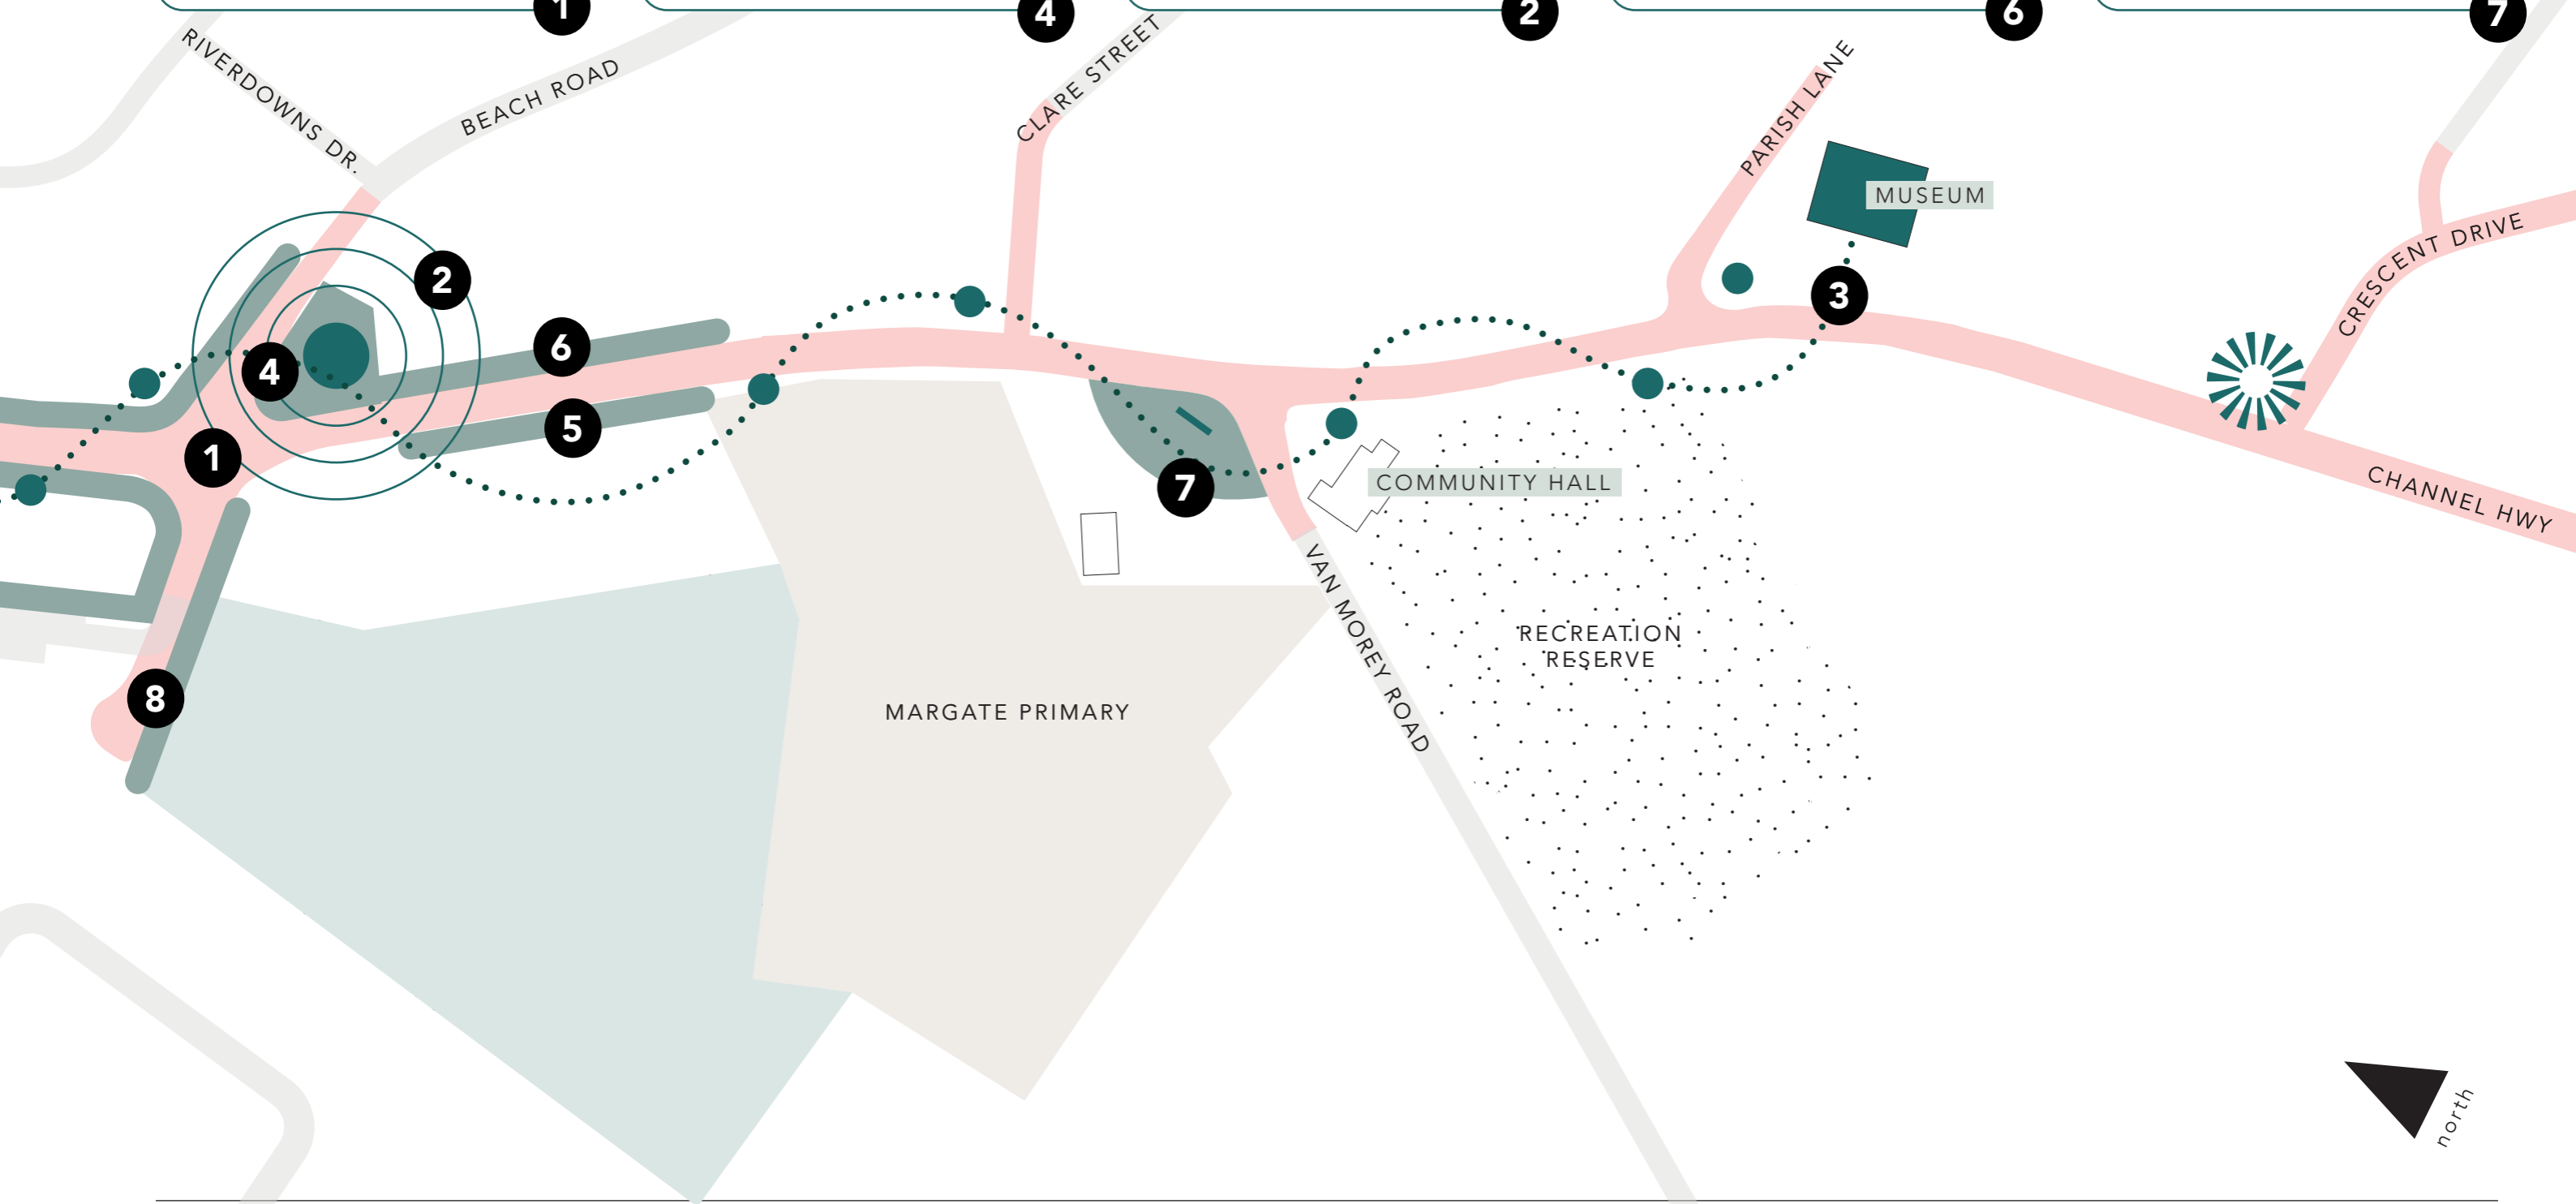 1
4
2
6
7
RIVERDOWNS DR.
BEACH ROAD
CLARE STREET
PARISH LANE
MUSEUM
CRESCENT DRIVE
2
3
6
4
5
1
7
COMMUNITY HALL
CHANNEL HWY
VAN MOREY ROAD
RECREATION
RESERVE
8
MARGATE PRIMARY
north